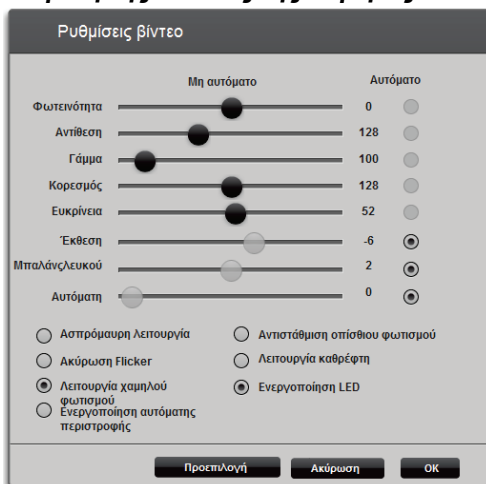 Ρυθμίσεις βίντεο
Μη αυτόματο Αυτόματο
Φωτεινότητα 0
Αντίθεση 128
Γάμμα 100
Κορεσμός 128
Ευκρίνεια 52
Έκθεση -6
Μπαλάνςλευκού 2
Αυτόματη 0
Ασπρόμαυρη λειτουργία
Αντιστάθμιση οπίσθιου φωτισμού
Ακύρωση Flicker
Λειτουργία καθρέφτη
Λειτουργία χαμηλού
φωτισμού
Ενεργοποίηση LED
Ενεργοποίηση αυτόματης
περιστροφής
Προεπιλογή Ακύρωση OK